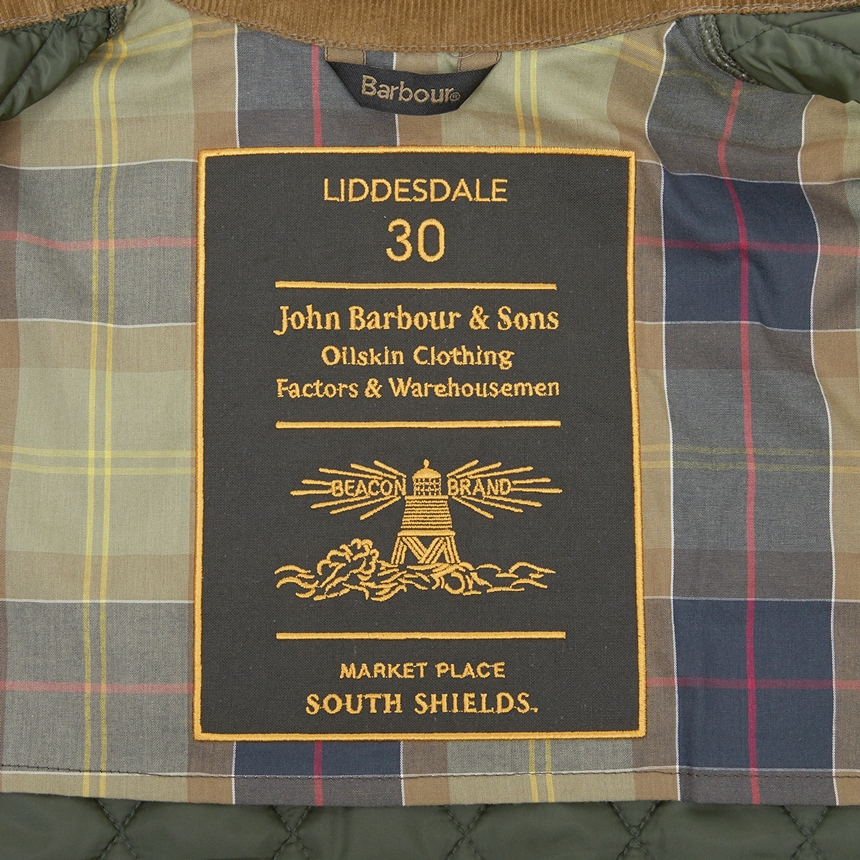 Barbour®
LIDDESDALE
30
John Barbour & Sons
Oilskin Clothing
Factors & Warehousemen
BEACON BRAND
MARKET PLACE
SOUTH SHIELDS.